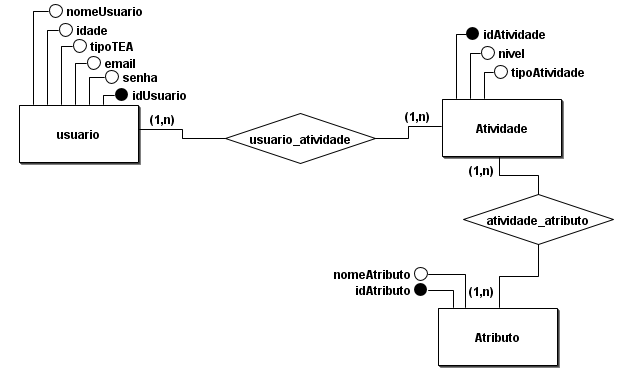 nomeUsuario
idade
tipoTEA
email
senha
idUsuario
usuario
(1,n)
usuario_atividade
(1,n)
idAtividade
nivel
tipoAtividade
Atividade
(1,n)
atividade_atributo
nomeAtributo
idAtributo
(1,n)
Atributo